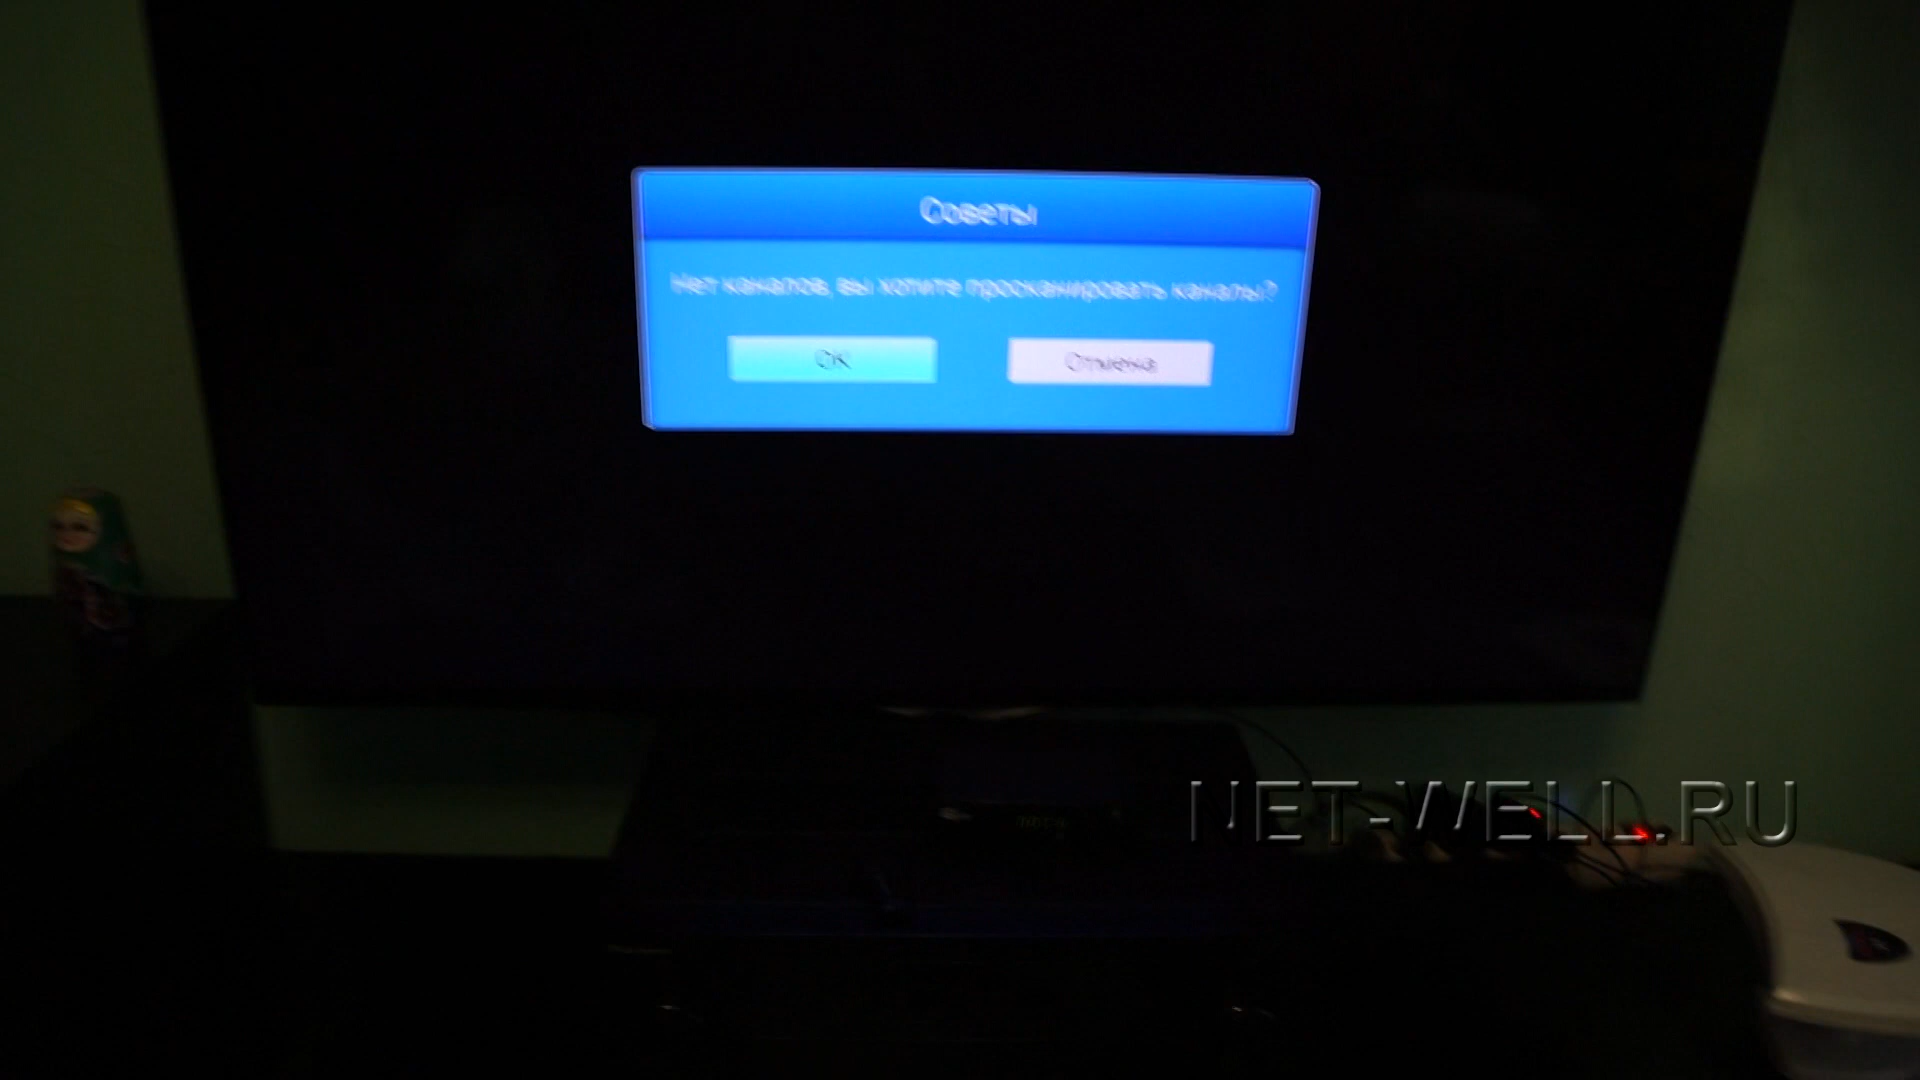 Советы
Нет каналов, вы хотите просканировать каналы?
OK
Отмена
NET-WELL.RU